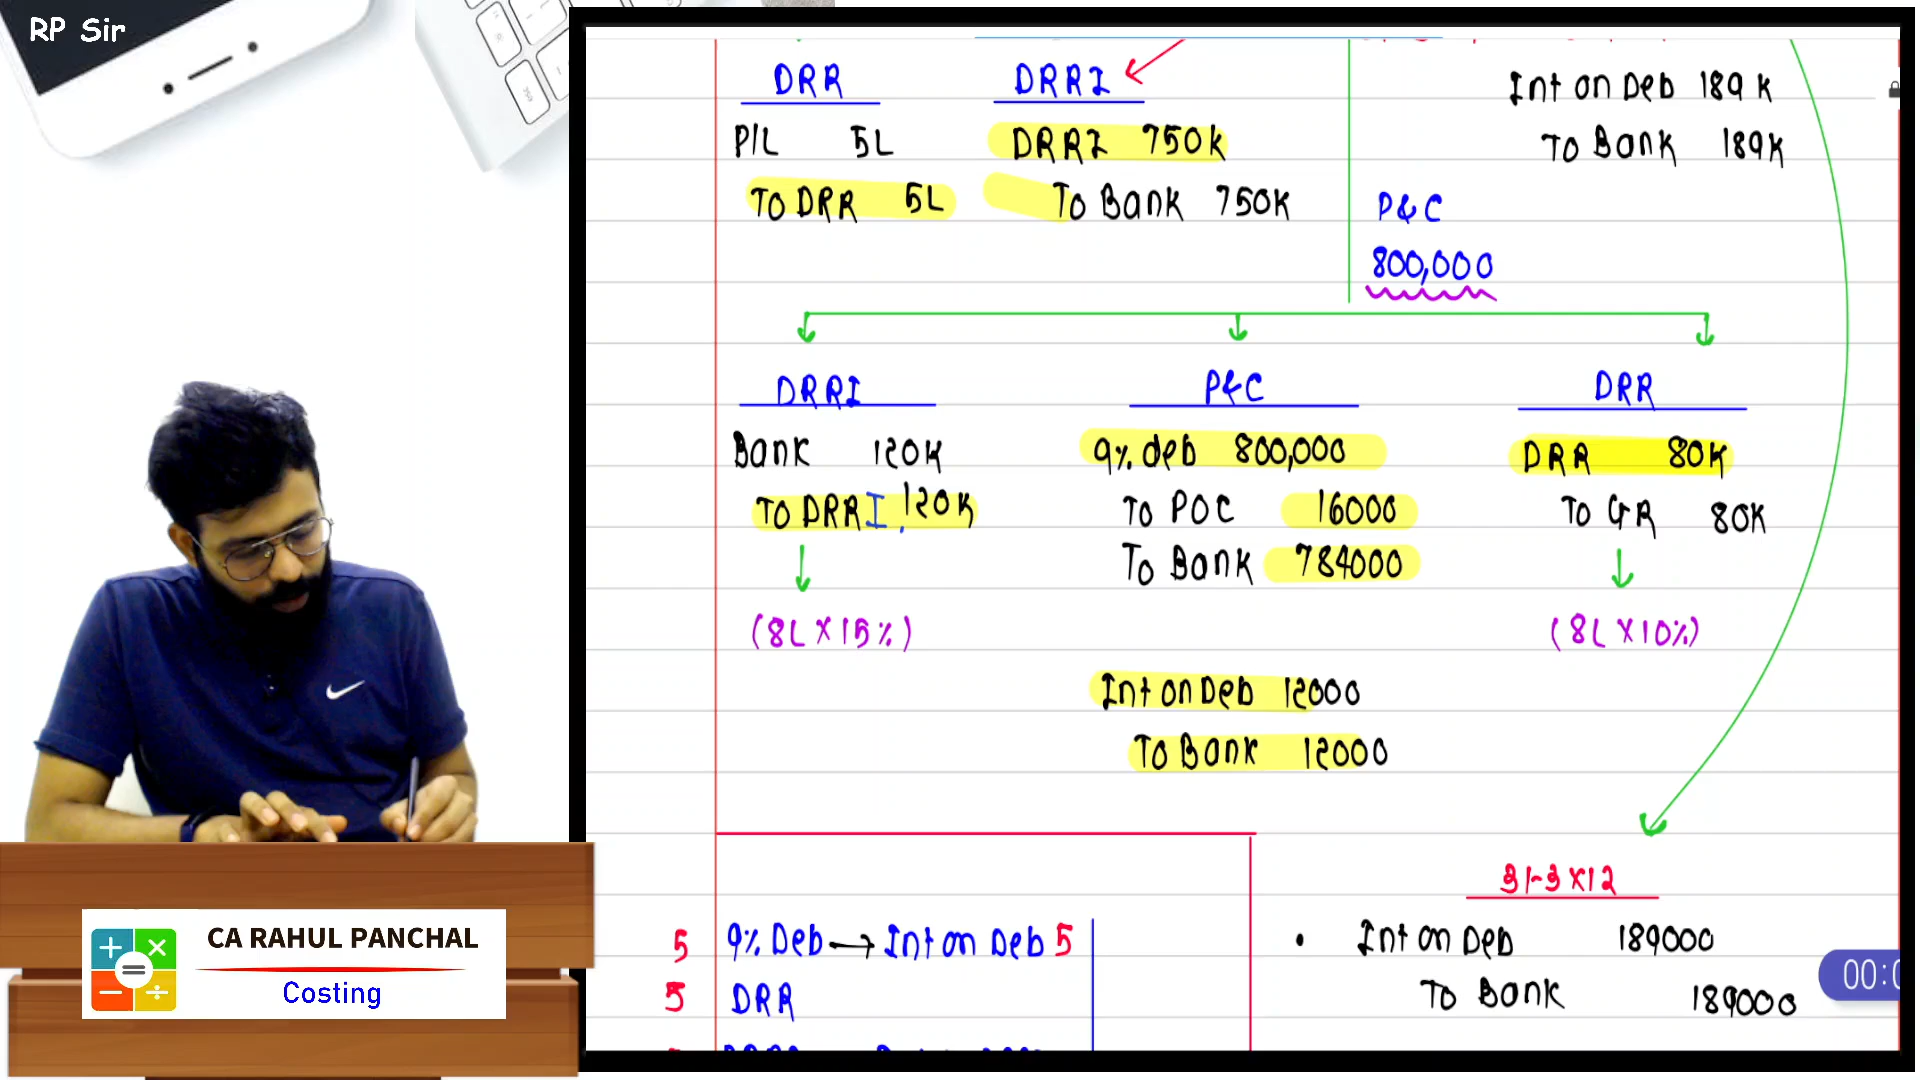 RP Sir
DRR
P/L 5L
To DRR 5L
DRRI
DRRI 750K
To Bank 750K
Int on Deb 189K
To Bank 189K
P&C
800,000
DRRI
Bank 120K
To DRRI 120K
(8L X 15%)
P&C
9% deb 800,000
To POC 16000
To Bank 784000
Int on Deb 12000
To Bank 12000
DRR
DRR 80K
To GR 80K
(8L X 10%)
5 9% Deb → Int on Deb 5
5 DRR
31-3X12
• Int on Deb 189000
To Bank 189000
CA RAHUL PANCHAL
Costing